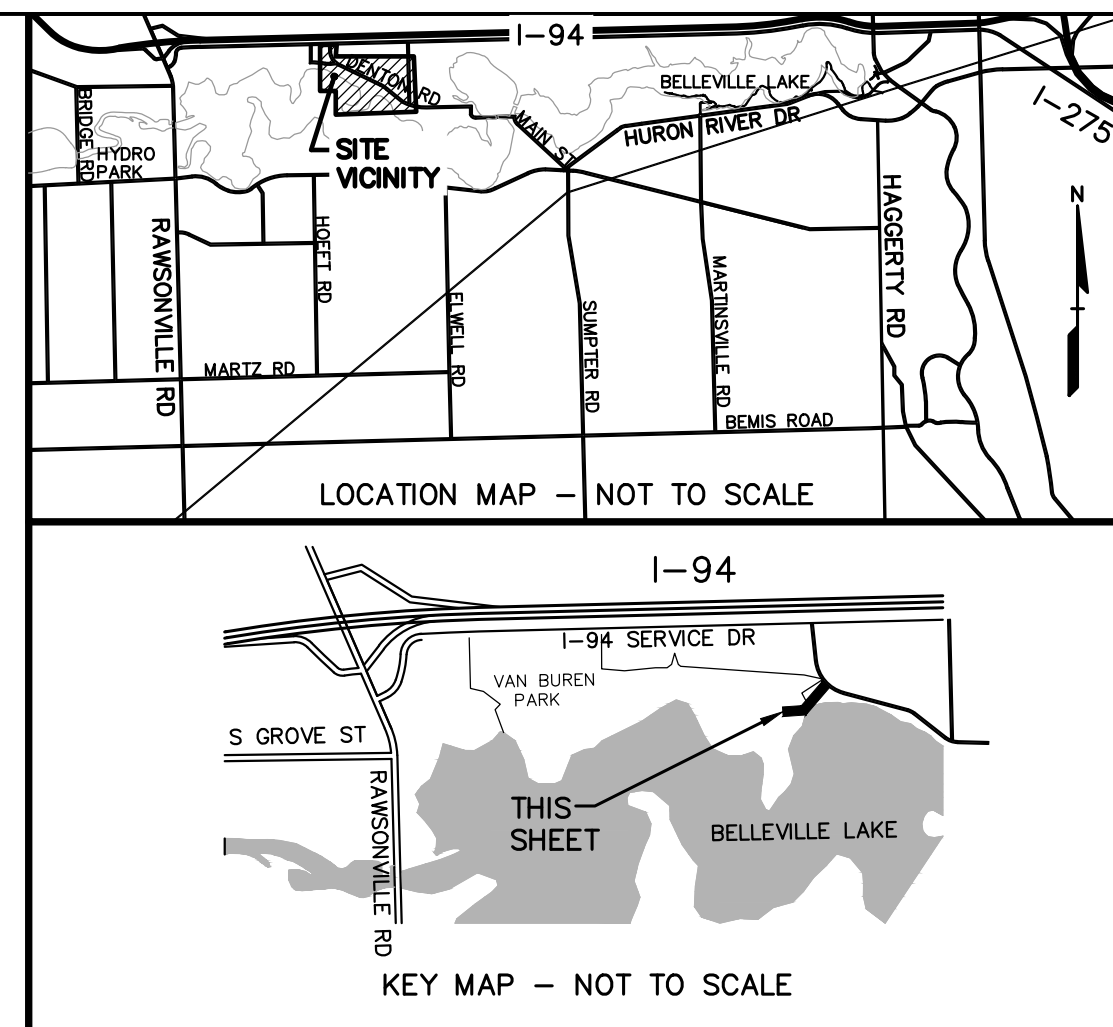 I-94
DENTON RD
BELLEVILLE LAKE
I-275
BRIDGE RD
HYDRO
PARK
SITE
VICINITY
MAIN ST
HURON RIVER DR
N
RAWSONVILLE RD
HOEFT RD
HAGGERTY RD
ELWELL RD
SUMPTER RD
MARTINSVILLE RD
MARTZ RD
BEMIS ROAD
LOCATION MAP - NOT TO SCALE
I-94
I-94 SERVICE DR
VAN BUREN
PARK
S GROVE ST
RAWSONVILLE RD
THIS
SHEET
BELLEVILLE LAKE
KEY MAP - NOT TO SCALE